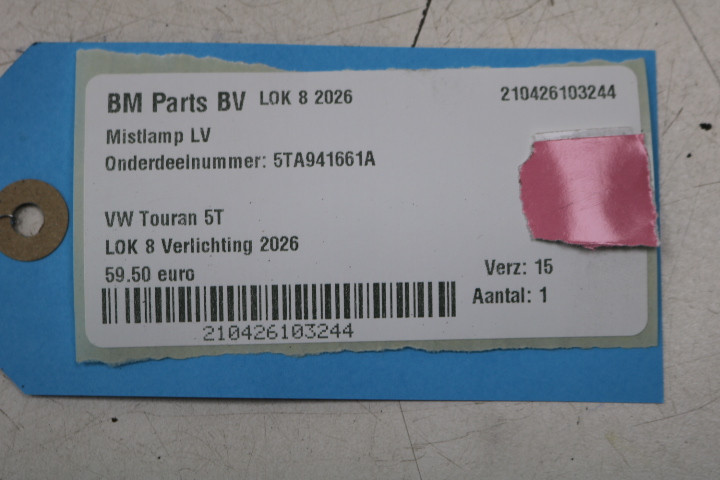 BM Parts BV LOK 8 2026 210426103244
Mistlamp LV
Onderdeelnummer: 5TA941661A
VW Touran 5T
LOK 8 Verlichting 2026
59.50 euro Verz: 15
Aantal: 1
210426103244